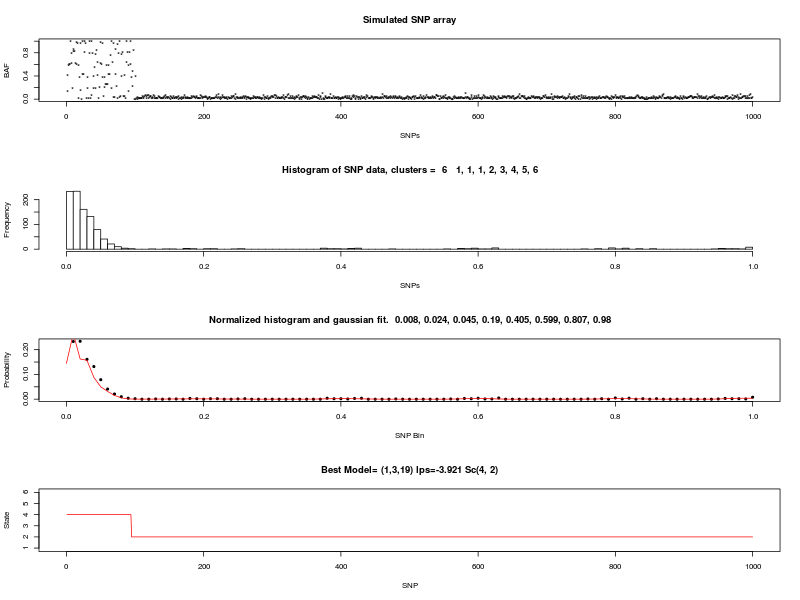 Simulated SNP array
BAF
0.0 0.4 0.8
0 200 400 600 800 1000
SNPs
Histogram of SNP data, clusters = 6 1, 1, 1, 2, 3, 4, 5, 6
Frequency
0 100 200
0.0 0.2 0.4 0.6 0.8 1.0
SNPs
Normalized histogram and gaussian fit. 0.008, 0.024, 0.045, 0.19, 0.405, 0.599, 0.807, 0.98
Probability
0.00 0.10 0.20
0.0 0.2 0.4 0.6 0.8 1.0
SNP Bin
Best Model= (1,3,19) lps=-3.921 Sc(4, 2)
State
1 2 3 4 5 6
0 200 400 600 800 1000
SNP